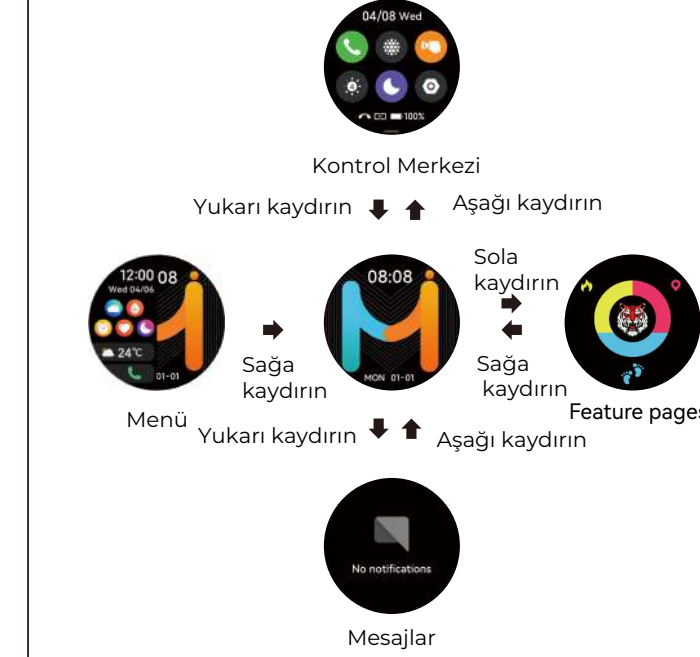 04/08 Wed
100%
Kontrol Merkezi
Yukarı kaydırın
Aşağı kaydırın
12:00 08
Wed 04/06
24°C
01-01
Menü
Sağa
kaydırın
08:08
MON 01-01
Sola
kaydırın
Sağa
kaydırın
Feature pages
Yukarı kaydırın
Aşağı kaydırın
No notifications
Mesajlar